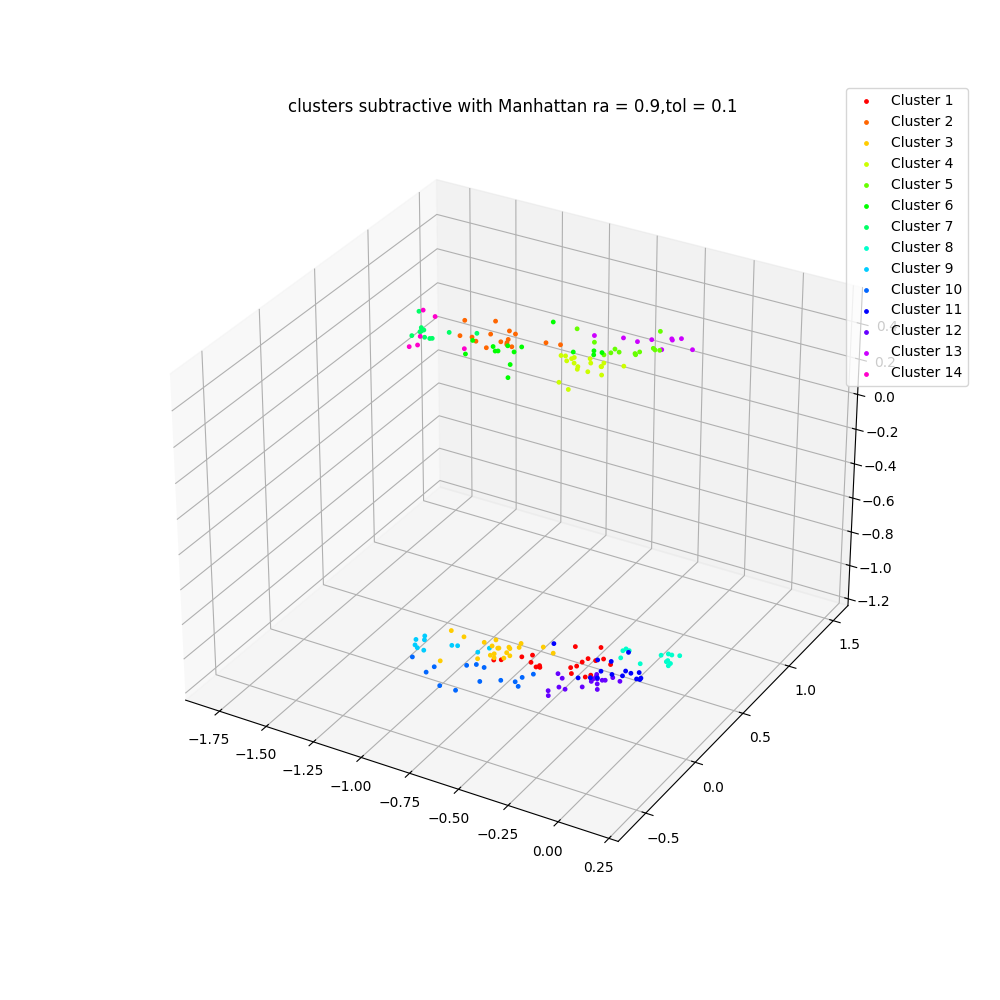 clusters subtractive with Manhattan ra = 0.9,tol = 0.1
Cluster 1
Cluster 2
Cluster 3
Cluster 4
Cluster 5
Cluster 6
Cluster 7
Cluster 8
Cluster 9
Cluster 10
Cluster 11
Cluster 12
Cluster 13
Cluster 14
0.4
0.2
0.0
−0.2
−0.4
−0.6
−0.8
−1.0
−1.2
1.5
1.0
0.5
0.0
−0.5
−1.75
−1.50
−1.25
−1.00
−0.75
−0.50
−0.25
0.00
0.25